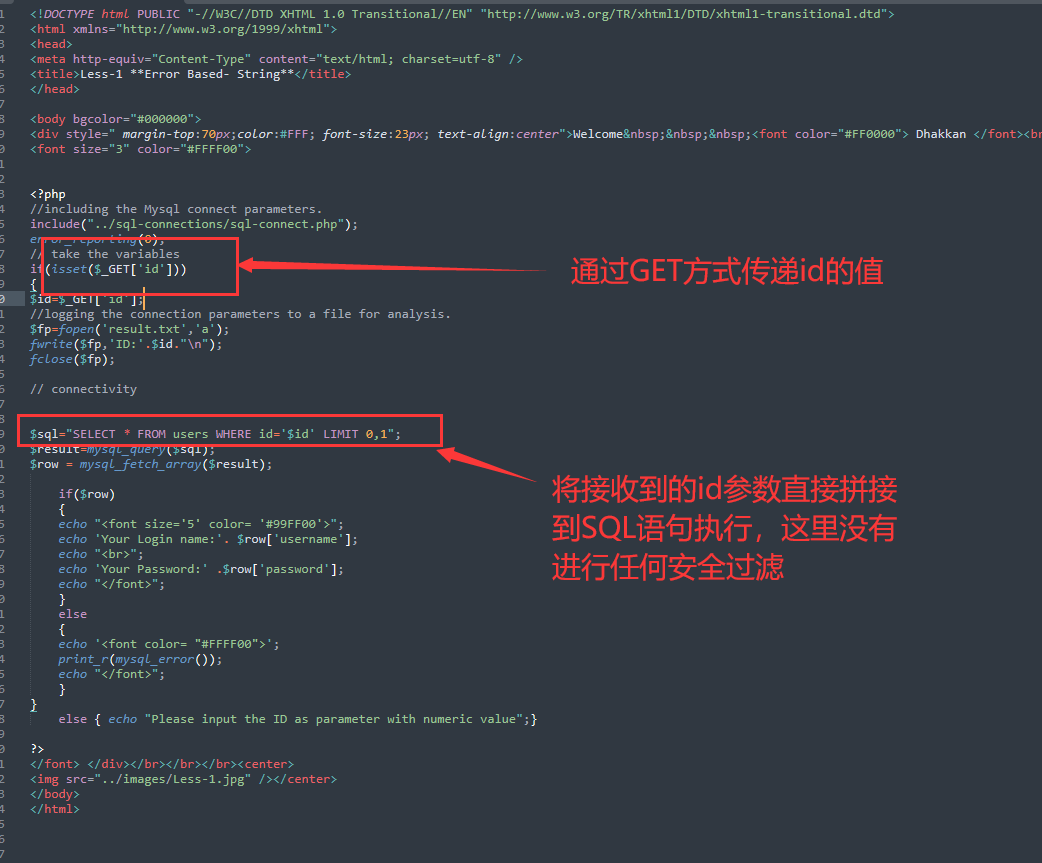 <!DOCTYPE html PUBLIC "-//W3C//DTD XHTML 1.0 Transitional//EN" "http://www.w3.org/TR/xhtml1/DTD/xhtml1-transitional.dtd">
<html xmlns="http://www.w3.org/1999/xhtml">
<head>
<meta http-equiv="Content-Type" content="text/html; charset=utf-8" />
<title>Less-1 **Error Based- String**</title>
</head>
<body bgcolor="#000000">
<div style=" margin-top:70px;color:#FFF; font-size:23px; text-align:center">Welcome&nbsp;&nbsp;&nbsp;<font color="#FF0000"> Dhakkan </font><br
<font size="3" color="#FFFF00">
<?php
//including the Mysql connect parameters.
include("../sql-connections/sql-connect.php");
error_reporting(0);
// take the variables
if(isset($_GET['id']))
{
通过GET方式传递id的值
$id=$_GET['id'];
//logging the connection parameters to a file for analysis.
$fp=fopen('result.txt','a');
fwrite($fp,'ID:'.$id."\n");
fclose($fp);
// connectivity
$sql="SELECT * FROM users WHERE id='$id' LIMIT 0,1";
$result=mysql_query($sql);
$row = mysql_fetch_array($result);
if($row)
{
echo "<font size='5' color= '#99FF00'>";
echo 'Your Login name:'. $row['username'];
echo "<br>";
echo 'Your Password:' .$row['password'];
echo "</font>";
}
将接收到的id参数直接拼接
到SQL语句执行，这里没有
进行任何安全过滤
else
{
echo '<font color= "#FFFF00">';
print_r(mysql_error());
echo "</font>";
}
}
else { echo "Please input the ID as parameter with numeric value";}
?>
</font> </div></br></br></br><center>
<img src="../images/Less-1.jpg" /></center>
</body>
</html>